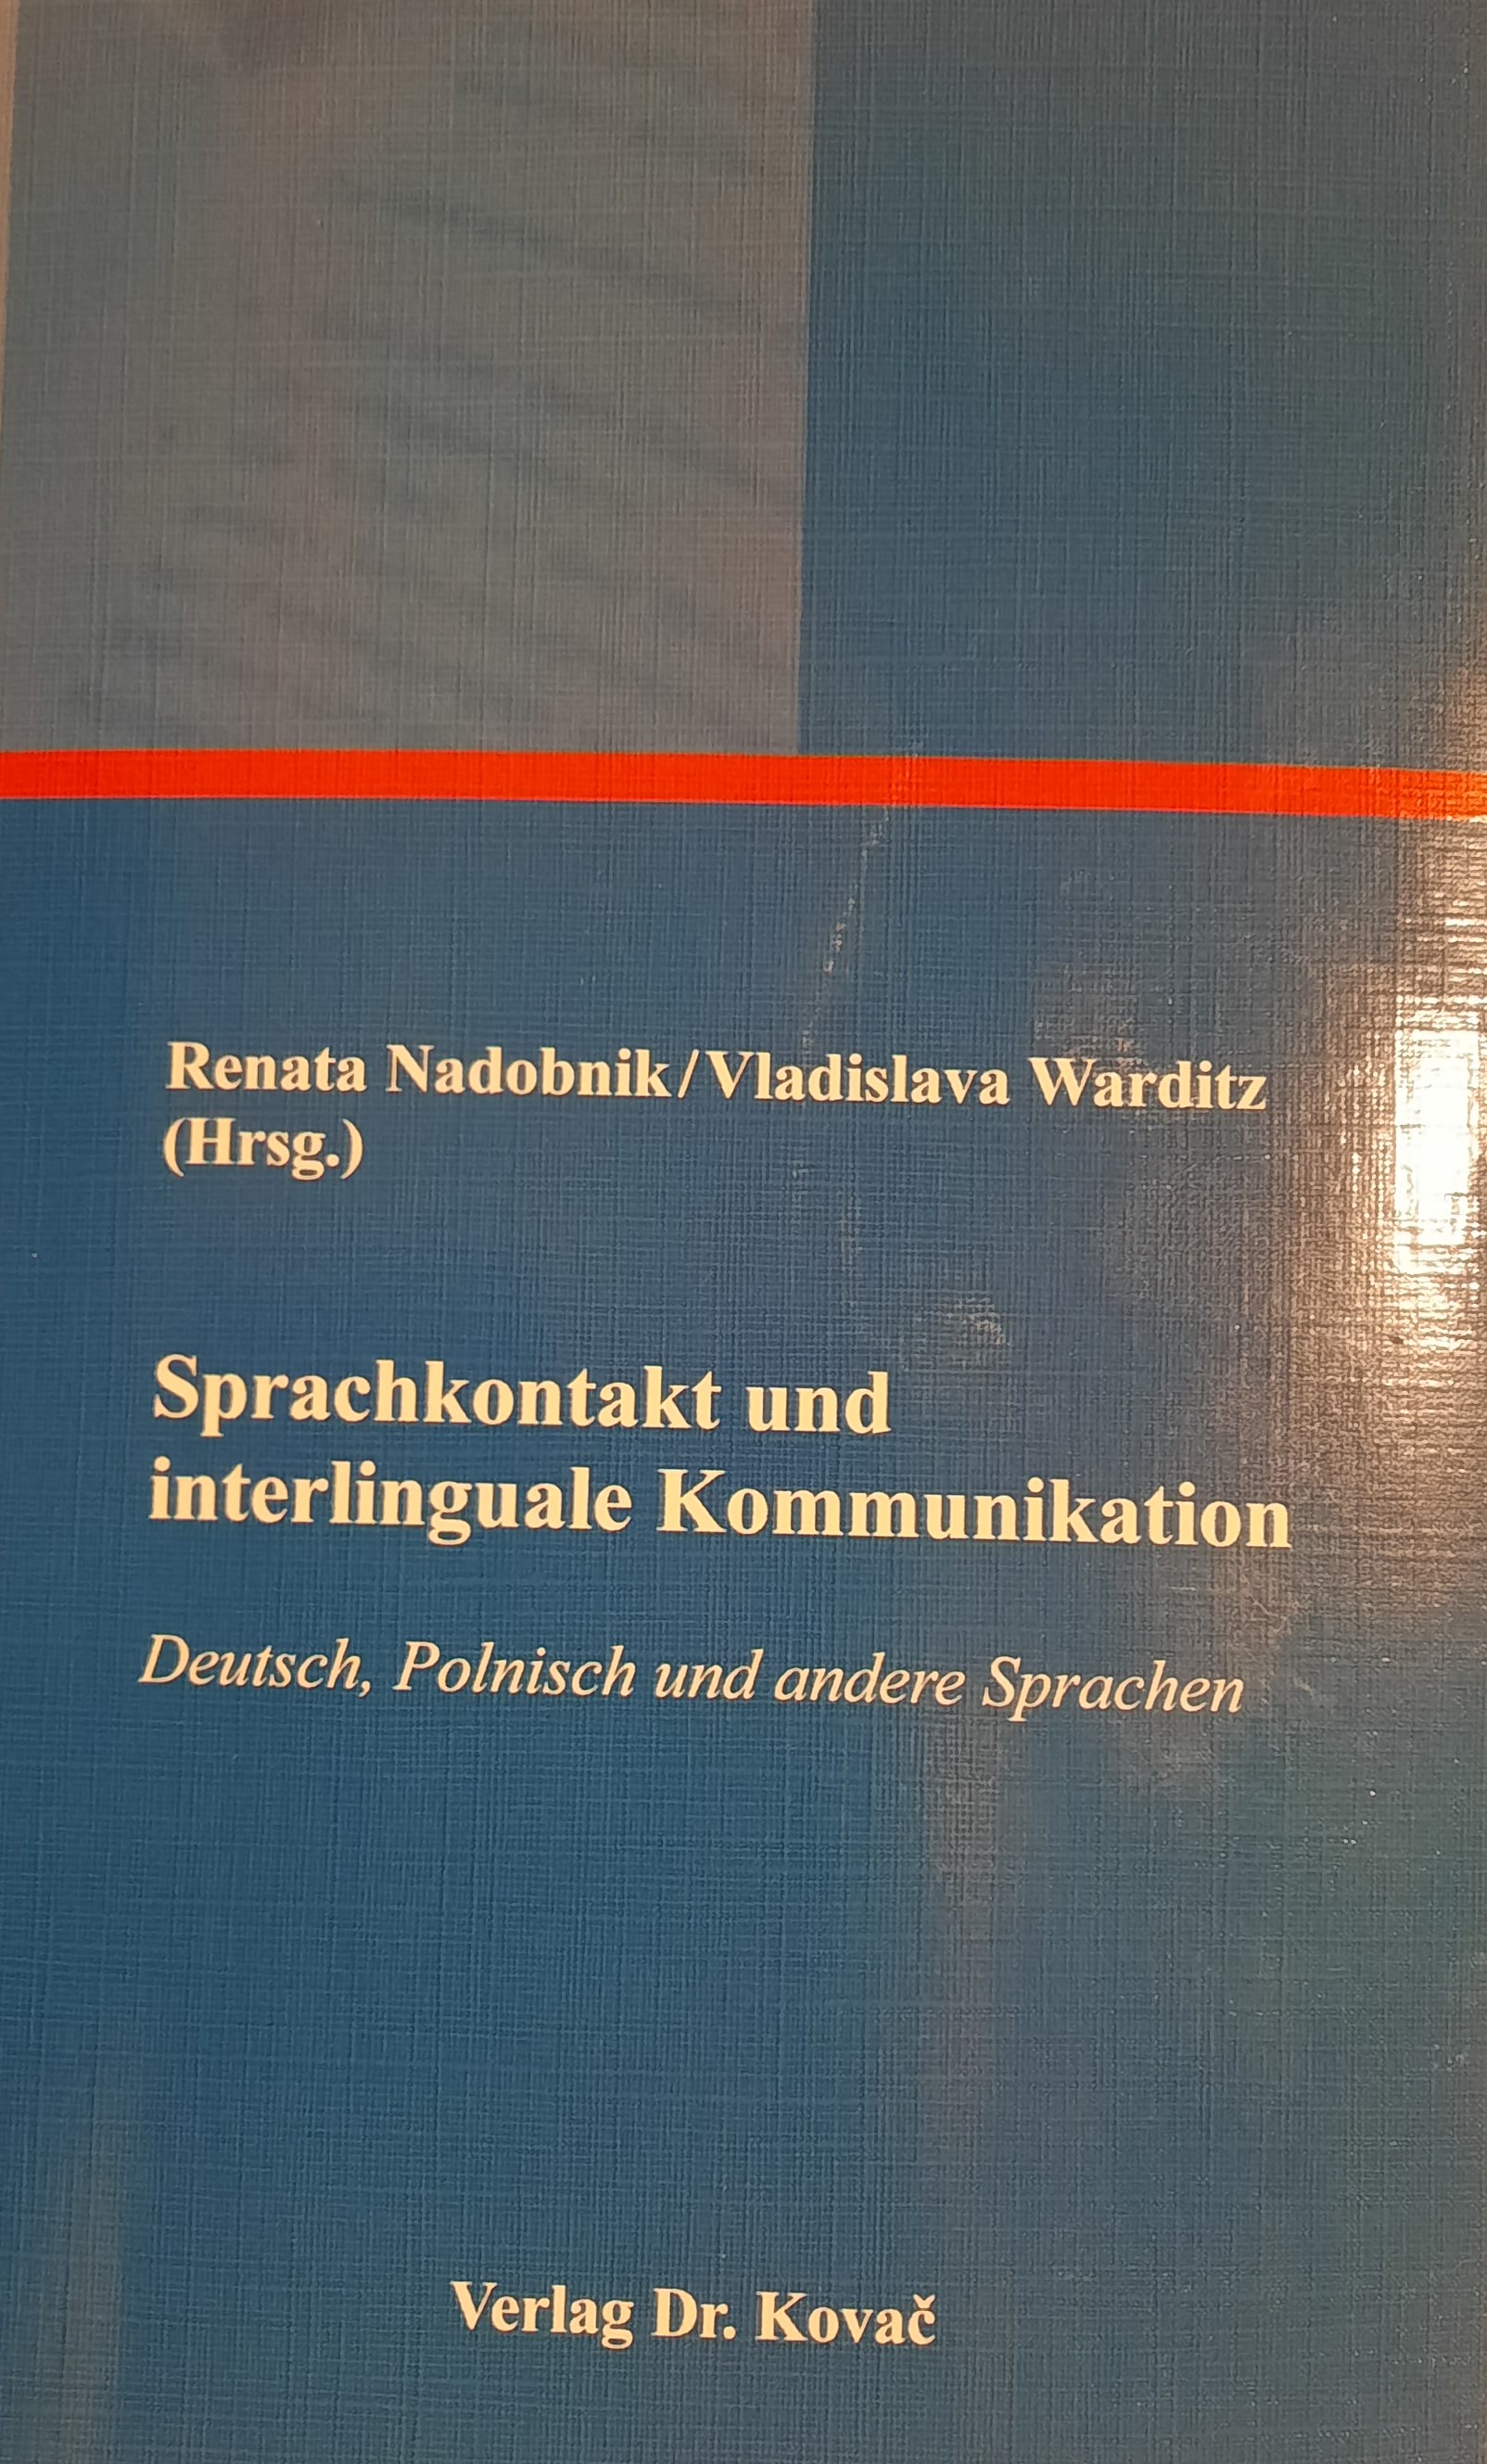 Renata Nadobnik/Vladislava Warditz
(Hrsg.)
Sprachkontakt und
interlinguale Kommunikation
Deutsch, Polnisch und andere Sprachen
Verlag Dr. Kovač